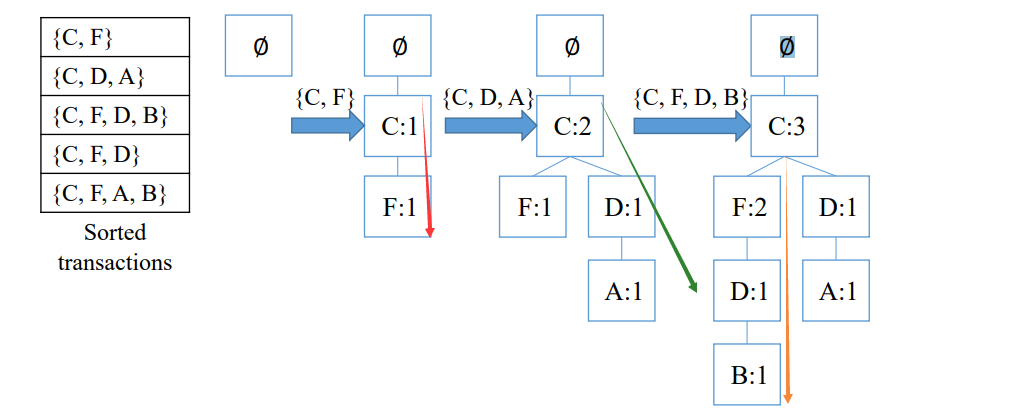 {C, F}
{C, D, A}
{C, F, D, B}
{C, F, D}
{C, F, A, B}
Sorted
transactions
∅
{C, F}
∅
C:1
F:1
{C, D, A}
∅
C:2
F:1 D:1
A:1
{C, F, D, B}
∅
C:3
F:2 D:1
D:1 A:1
B:1